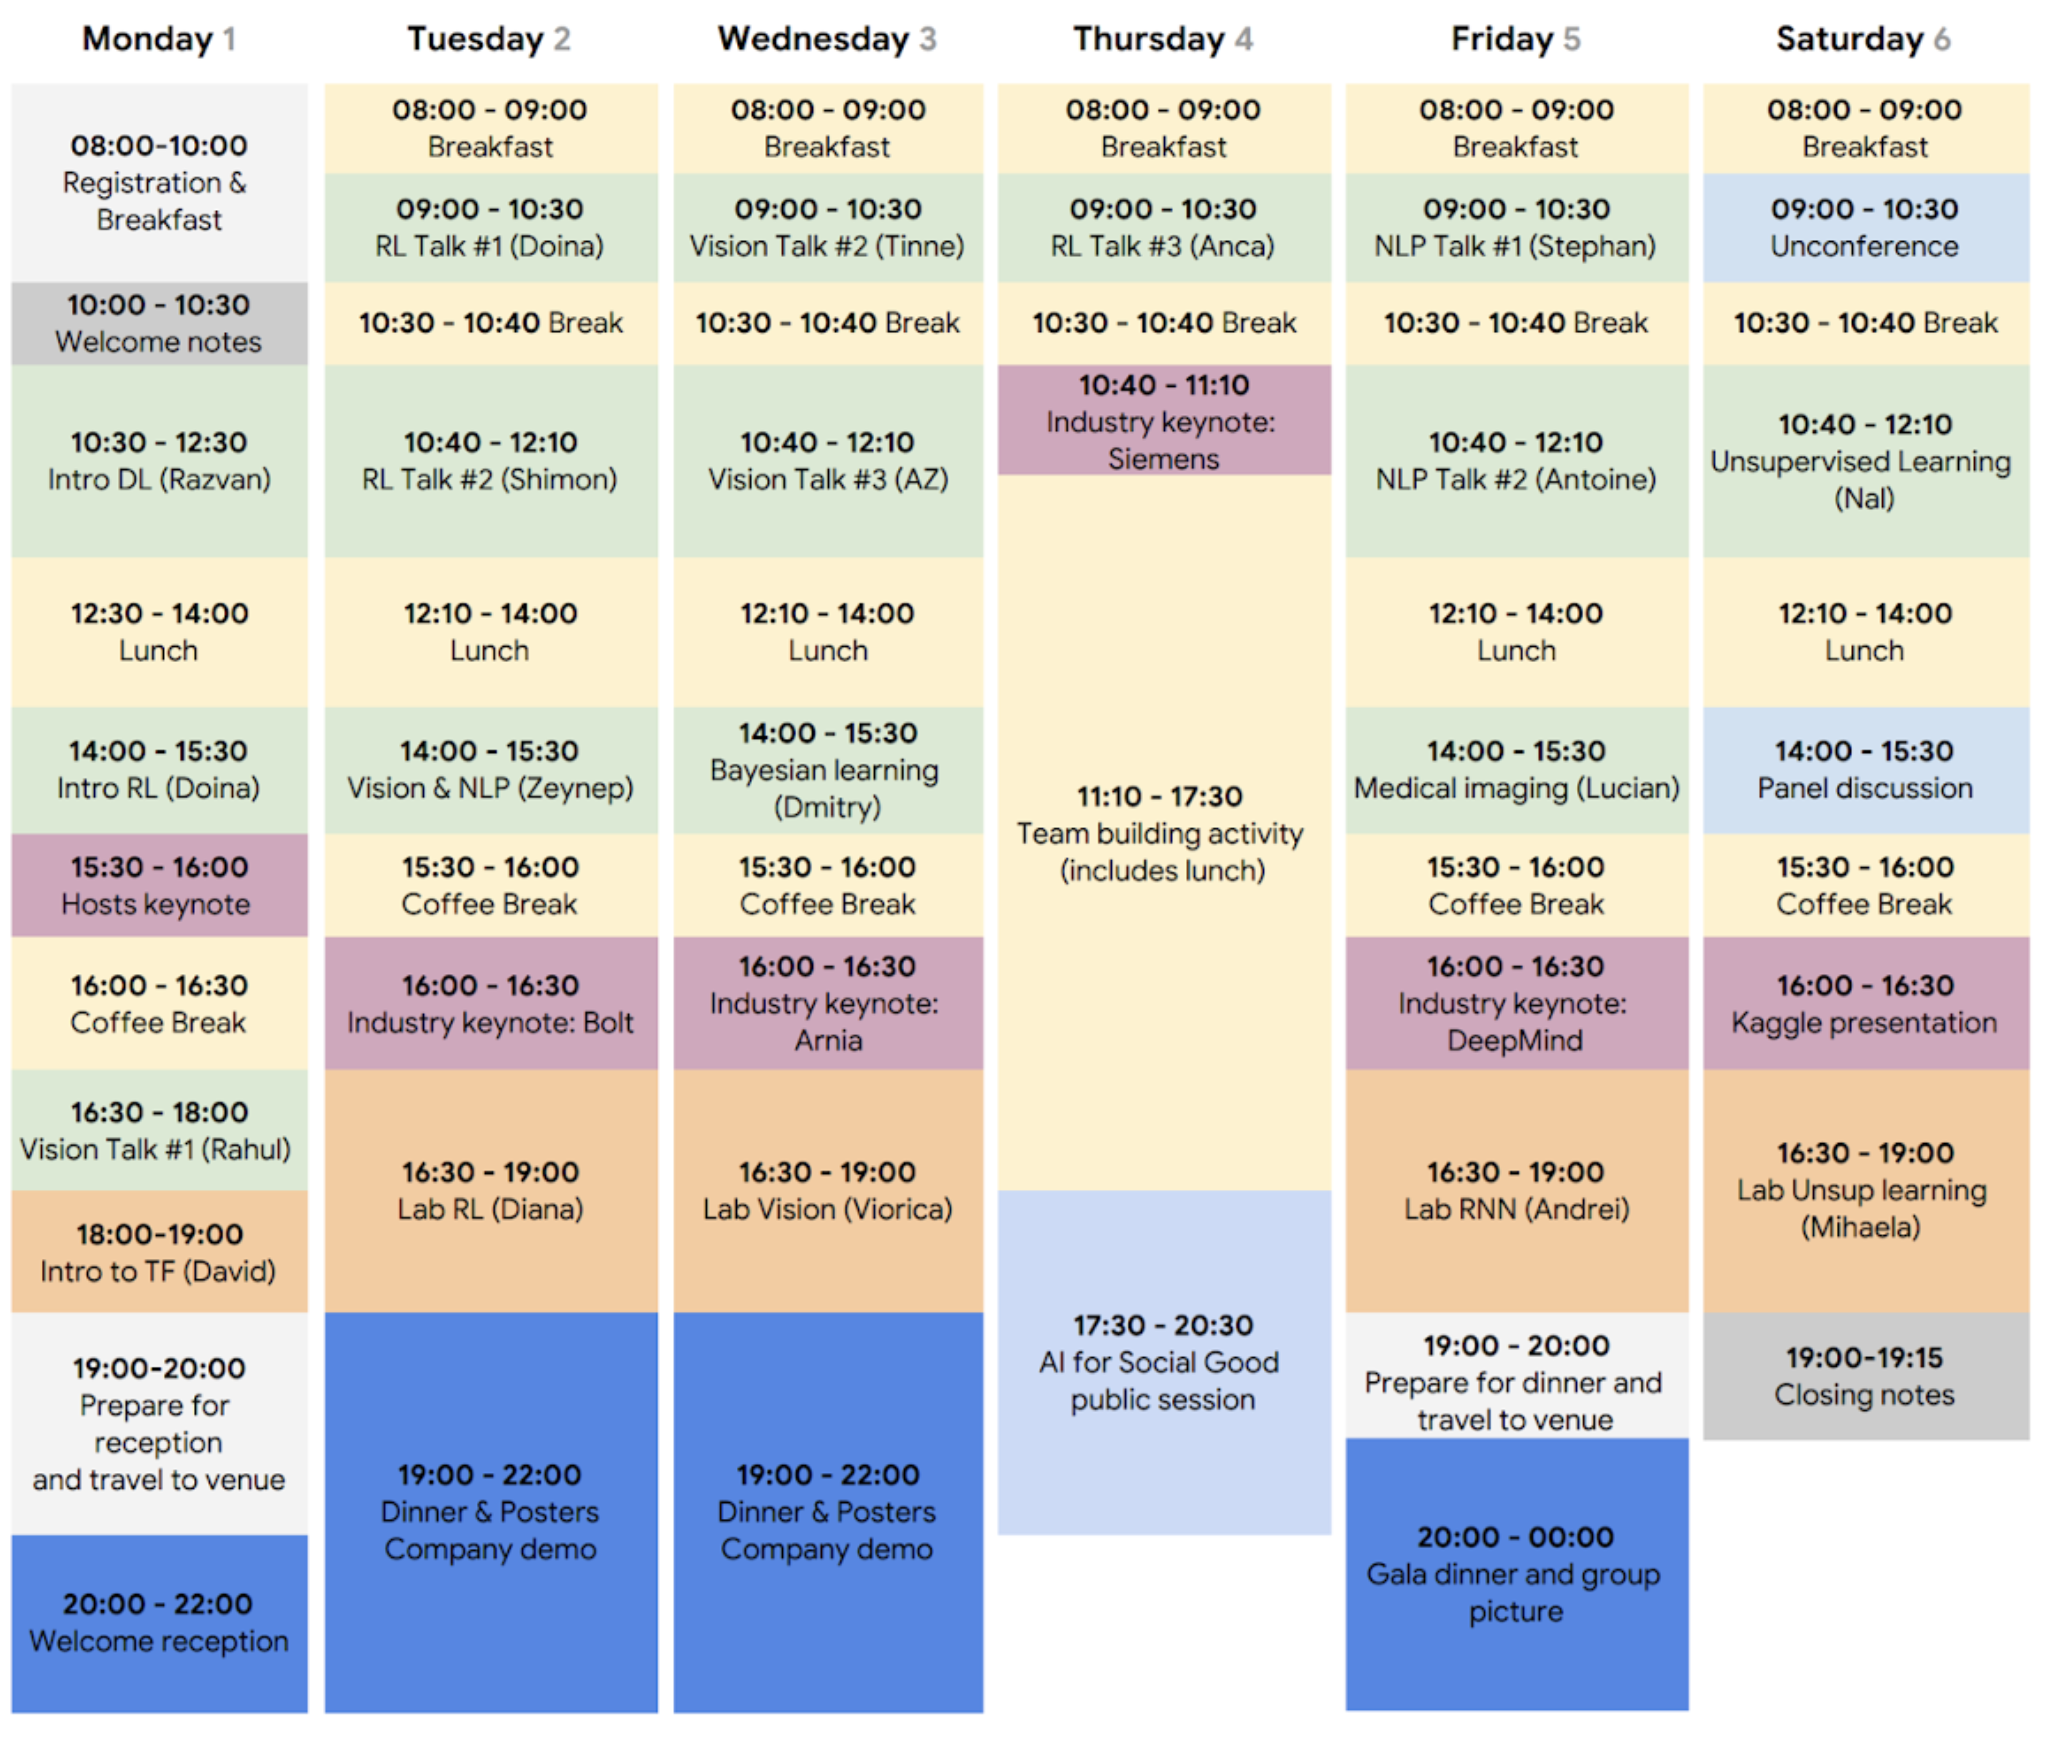 Monday 1
08:00-10:00
Registration &
Breakfast
10:00 - 10:30
Welcome notes
10:30 - 12:30
Intro DL (Razvan)
12:30 - 14:00
Lunch
14:00 - 15:30
Intro RL (Doina)
15:30 - 16:00
Hosts keynote
16:00 - 16:30
Coffee Break
16:30 - 18:00
Vision Talk #1 (Rahul)
18:00-19:00
Intro to TF (David)
19:00-20:00
Prepare for
reception
and travel to venue
20:00 - 22:00
Welcome reception
Tuesday 2
08:00 - 09:00
Breakfast
09:00 - 10:30
RL Talk #1 (Doina)
10:30 - 10:40 Break
10:40 - 12:10
RL Talk #2 (Shimon)
12:10 - 14:00
Lunch
14:00 - 15:30
Vision & NLP (Zeynep)
15:30 - 16:00
Coffee Break
16:00 - 16:30
Industry keynote: Bolt
16:30 - 19:00
Lab RL (Diana)
19:00 - 22:00
Dinner & Posters
Company demo
Wednesday 3
08:00 - 09:00
Breakfast
09:00 - 10:30
Vision Talk #2 (Tinne)
10:30 - 10:40 Break
10:40 - 12:10
Vision Talk #3 (AZ)
12:10 - 14:00
Lunch
14:00 - 15:30
Bayesian learning
(Dmitry)
15:30 - 16:00
Coffee Break
16:00 - 16:30
Industry keynote:
Arnia
16:30 - 19:00
Lab Vision (Viorica)
19:00 - 22:00
Dinner & Posters
Company demo
Thursday 4
08:00 - 09:00
Breakfast
09:00 - 10:30
RL Talk #3 (Anca)
10:30 - 10:40 Break
10:40 - 11:10
Industry keynote:
Siemens
11:10 - 17:30
Team building activity
(includes lunch)
17:30 - 20:30
AI for Social Good
public session
Friday 5
08:00 - 09:00
Breakfast
09:00 - 10:30
NLP Talk #1 (Stephan)
10:30 - 10:40 Break
10:40 - 12:10
NLP Talk #2 (Antoine)
12:10 - 14:00
Lunch
14:00 - 15:30
Medical imaging (Lucian)
15:30 - 16:00
Coffee Break
16:00 - 16:30
Industry keynote:
DeepMind
16:30 - 19:00
Lab RNN (Andrei)
19:00 - 20:00
Prepare for dinner and
travel to venue
20:00 - 00:00
Gala dinner and group
picture
Saturday 6
08:00 - 09:00
Breakfast
09:00 - 10:30
Unconference
10:30 - 10:40 Break
10:40 - 12:10
Unsupervised Learning
(Nal)
12:10 - 14:00
Lunch
14:00 - 15:30
Panel discussion
15:30 - 16:00
Coffee Break
16:00 - 16:30
Kaggle presentation
16:30 - 19:00
Lab Unsup learning
(Mihaela)
19:00-19:15
Closing notes